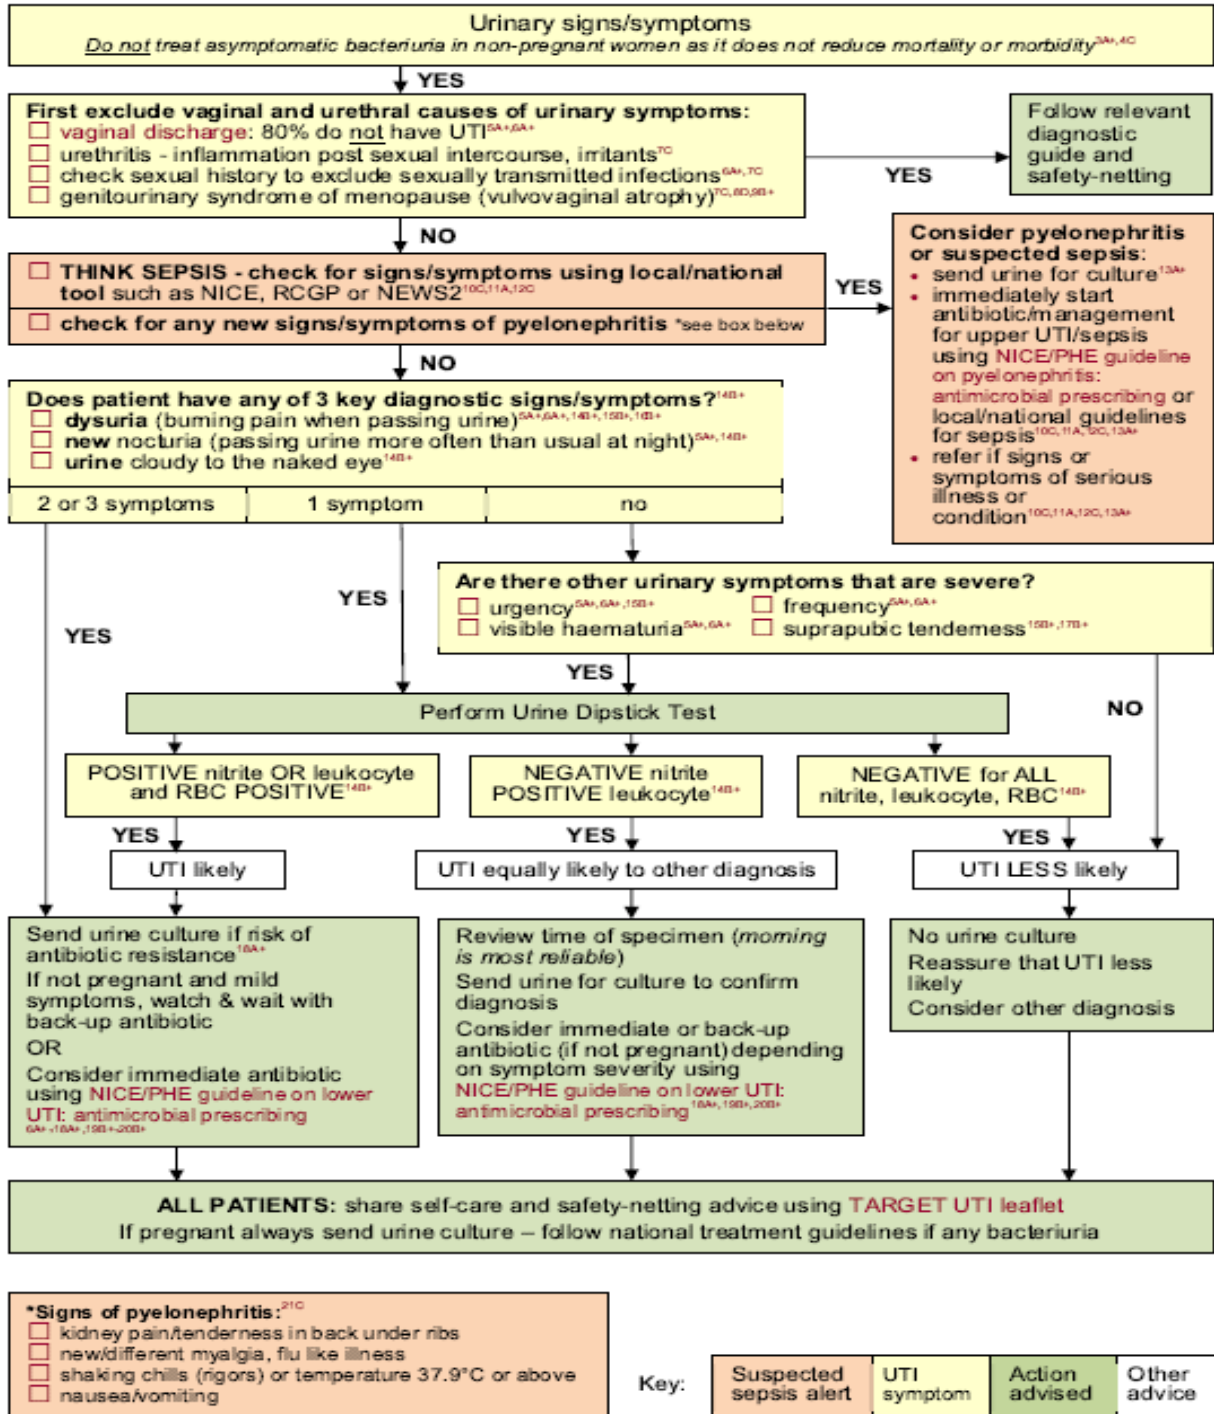 Urinary signs/symptoms
Do not treat asymptomatic bacteriuria in non-pregnant women as it does not reduce mortality or morbidity3A+,4C
YES
First exclude vaginal and urethral causes of urinary symptoms:
vaginal discharge: 80% do not have UTI5A+,6A+
urethritis - inflammation post sexual intercourse, irritants7C
check sexual history to exclude sexually transmitted infections6A+,7C
genitourinary syndrome of menopause (vulvovaginal atrophy)7C,8D,9B+
YES
Follow relevant
diagnostic
guide and
safety-netting
NO
THINK SEPSIS - check for signs/symptoms using local/national
tool such as NICE, RCGP or NEWS210C,11A,12C
check for any new signs/symptoms of pyelonephritis *see box below
YES
Consider pyelonephritis
or suspected sepsis:
• send urine for culture13A+
• immediately start
antibiotic/management
for upper UTI/sepsis
using NICE/PHE guideline
on pyelonephritis:
antimicrobial prescribing or
local/national guidelines
for sepsis10C,11A,12C,13A+
• refer if signs or
symptoms of serious
illness or
condition10C,11A,12C,13A+
NO
Does patient have any of 3 key diagnostic signs/symptoms?14B+
dysuria (burning pain when passing urine)5A+,6A+,14B+,15B+,16B+
new nocturia (passing urine more often than usual at night)5A+,14B+
urine cloudy to the naked eye14B+
2 or 3 symptoms
1 symptom
no
YES
YES
Are there other urinary symptoms that are severe?
urgency5A+,6A+,15B+
frequency5A+,6A+
visible haematuria5A+,6A+
suprapubic tenderness15B+,17B+
YES
NO
Perform Urine Dipstick Test
POSITIVE nitrite OR leukocyte
and RBC POSITIVE14B+
NEGATIVE nitrite
POSITIVE leukocyte14B+
NEGATIVE for ALL
nitrite, leukocyte, RBC14B+
YES
YES
YES
UTI likely
UTI equally likely to other diagnosis
UTI LESS likely
Send urine culture if risk of
antibiotic resistance18A+
If not pregnant and mild
symptoms, watch & wait with
back-up antibiotic
OR
Consider immediate antibiotic
using NICE/PHE guideline on lower
UTI: antimicrobial prescribing
6A+,18A+,19B+,20B+
Review time of specimen (morning
is most reliable)
Send urine for culture to confirm
diagnosis
Consider immediate or back-up
antibiotic (if not pregnant) depending
on symptom severity using
NICE/PHE guideline on lower UTI:
antimicrobial prescribing18A+,19B+,20B+
No urine culture
Reassure that UTI less
likely
Consider other diagnosis
ALL PATIENTS: share self-care and safety-netting advice using TARGET UTI leaflet
If pregnant always send urine culture – follow national treatment guidelines if any bacteriuria
*Signs of pyelonephritis:21C
kidney pain/tenderness in back under ribs
new/different myalgia, flu like illness
shaking chills (rigors) or temperature 37.9°C or above
nausea/vomiting
Key:
Suspected
sepsis alert
UTI
symptom
Action
advised
Other
advice